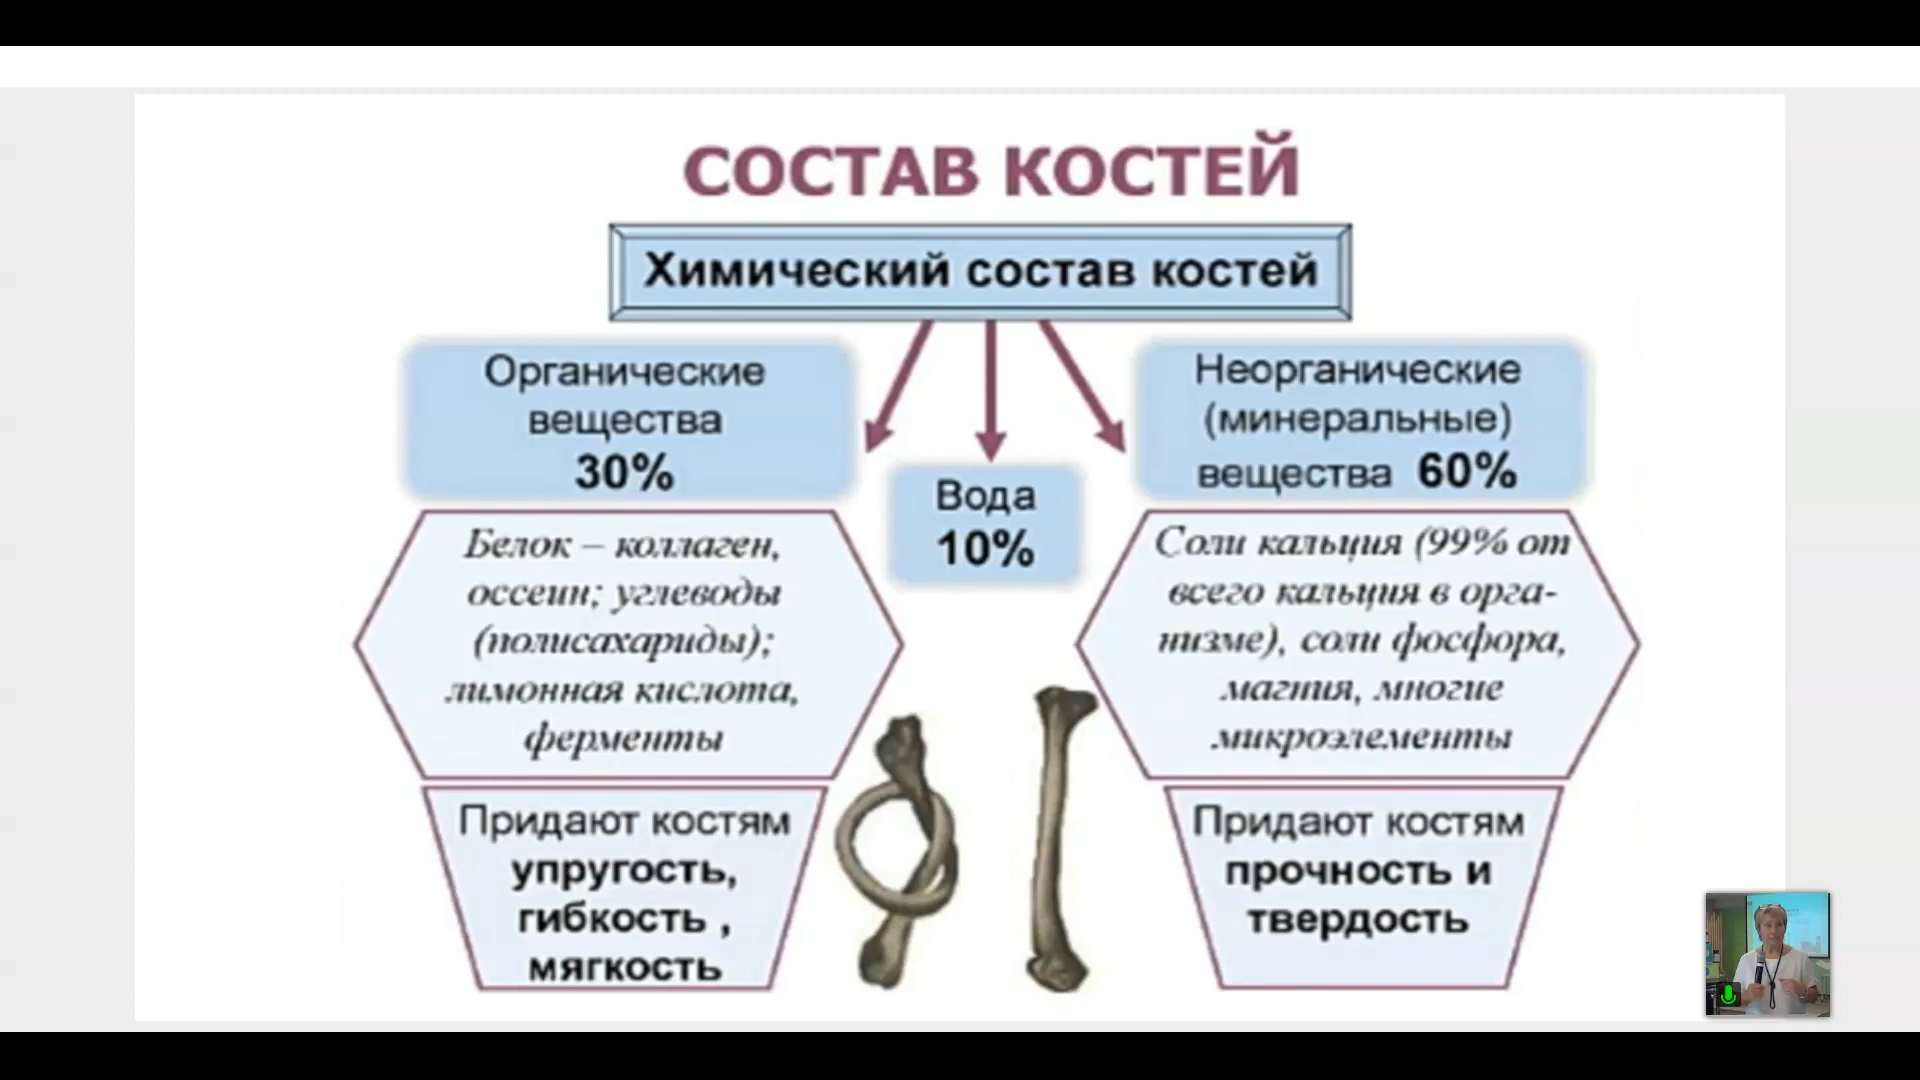 СОСТАВ КОСТЕЙ
Химический состав костей
Органические
вещества
30%
Белок – коллаген,
оссеин; углеводы
(полисахариды);
лимонная кислота,
ферменты
Придают костям
упругость,
гибкость ,
мягкость
Вода
10%
Неорганические
(минеральные)
вещества 60%
Соли кальция (99% от
всего кальция в орга-
низме), соли фосфора,
магния, многие
микроэлементы
Придают костям
прочность и
твердость